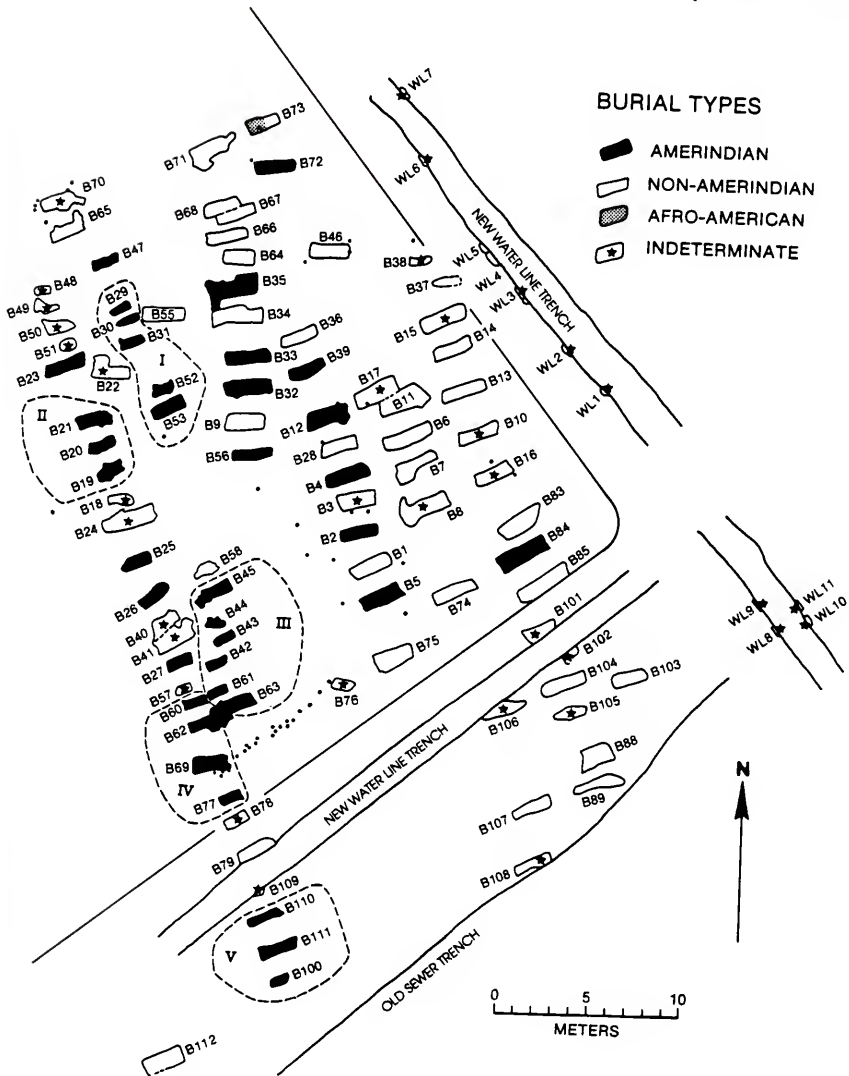 WL7
BURIAL TYPES
AMERINDIAN
NON-AMERINDIAN
AFRO-AMERICAN
INDETERMINATE
B73
B71
B72
WL6
B70
B65
B68
B67
B66
B64
B46
NEW WATER LINE TRENCH
B47
B38
WL5
B48
B29
B35
B37
WL4
WL3
B49
B30
B55
B34
B50
B31
B36
B15
B14
B51
I
B33
B39
WL2
B23
B22
B52
B32
B17
B13
WL1
II
B53
B11
B21
B9
B12
B6
B10
B20
B56
B28
B7
B16
B19
B4
B18
B3
B8
B83
B24
B2
B84
B25
B58
B1
B85
B45
B5
B74
B26
B44
III
B101
WL9
WL11
WL10
WL8
B40
B43
B41
B42
B75
B102
B27
B61
B63
B104
B103
B57
B60
B76
B105
B62
B106
B88
B69
NEW WATER LINE TRENCH
B89
N
IV
B77
B78
B107
B79
B108
B109
B110
V
B111
OLD SEWER TRENCH
B100
0 5 10
METERS
B112